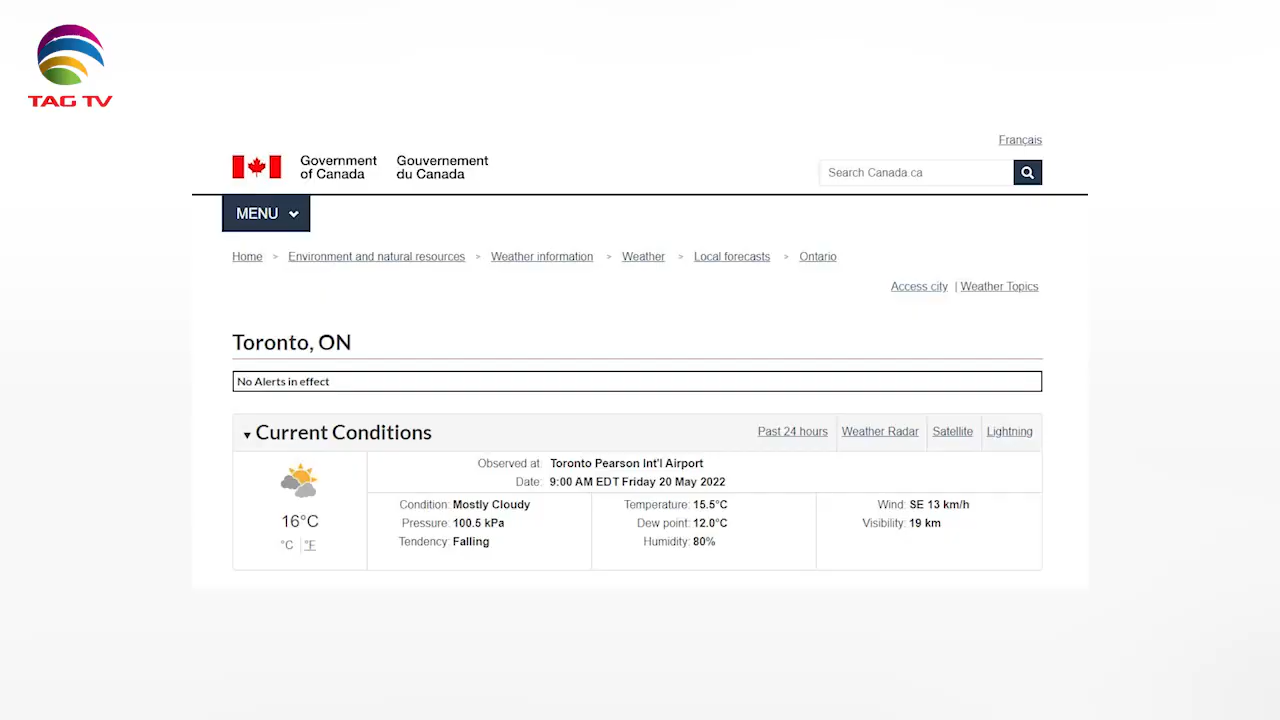 TAG TV
Français
Government of Canada
Gouvernement du Canada
Search Canada ca
MENU
Home > Environment and natural resources > Weather information > Weather > Local forecasts > Ontario
Access city | Weather Topics
Toronto, ON
No Alerts in effect
Current Conditions
Past 24 hours Weather Radar Satellite Lightning
Observed at: Toronto Pearson Int'l Airport
Date: 9:00 AM EDT Friday 20 May 2022
16°C
°C | °F
Condition: Mostly Cloudy
Pressure: 100.5 kPa
Tendency: Falling
Temperature: 15.5°C
Dew point: 12.0°C
Humidity: 80%
Wind: SE 13 km/h
Visibility: 19 km